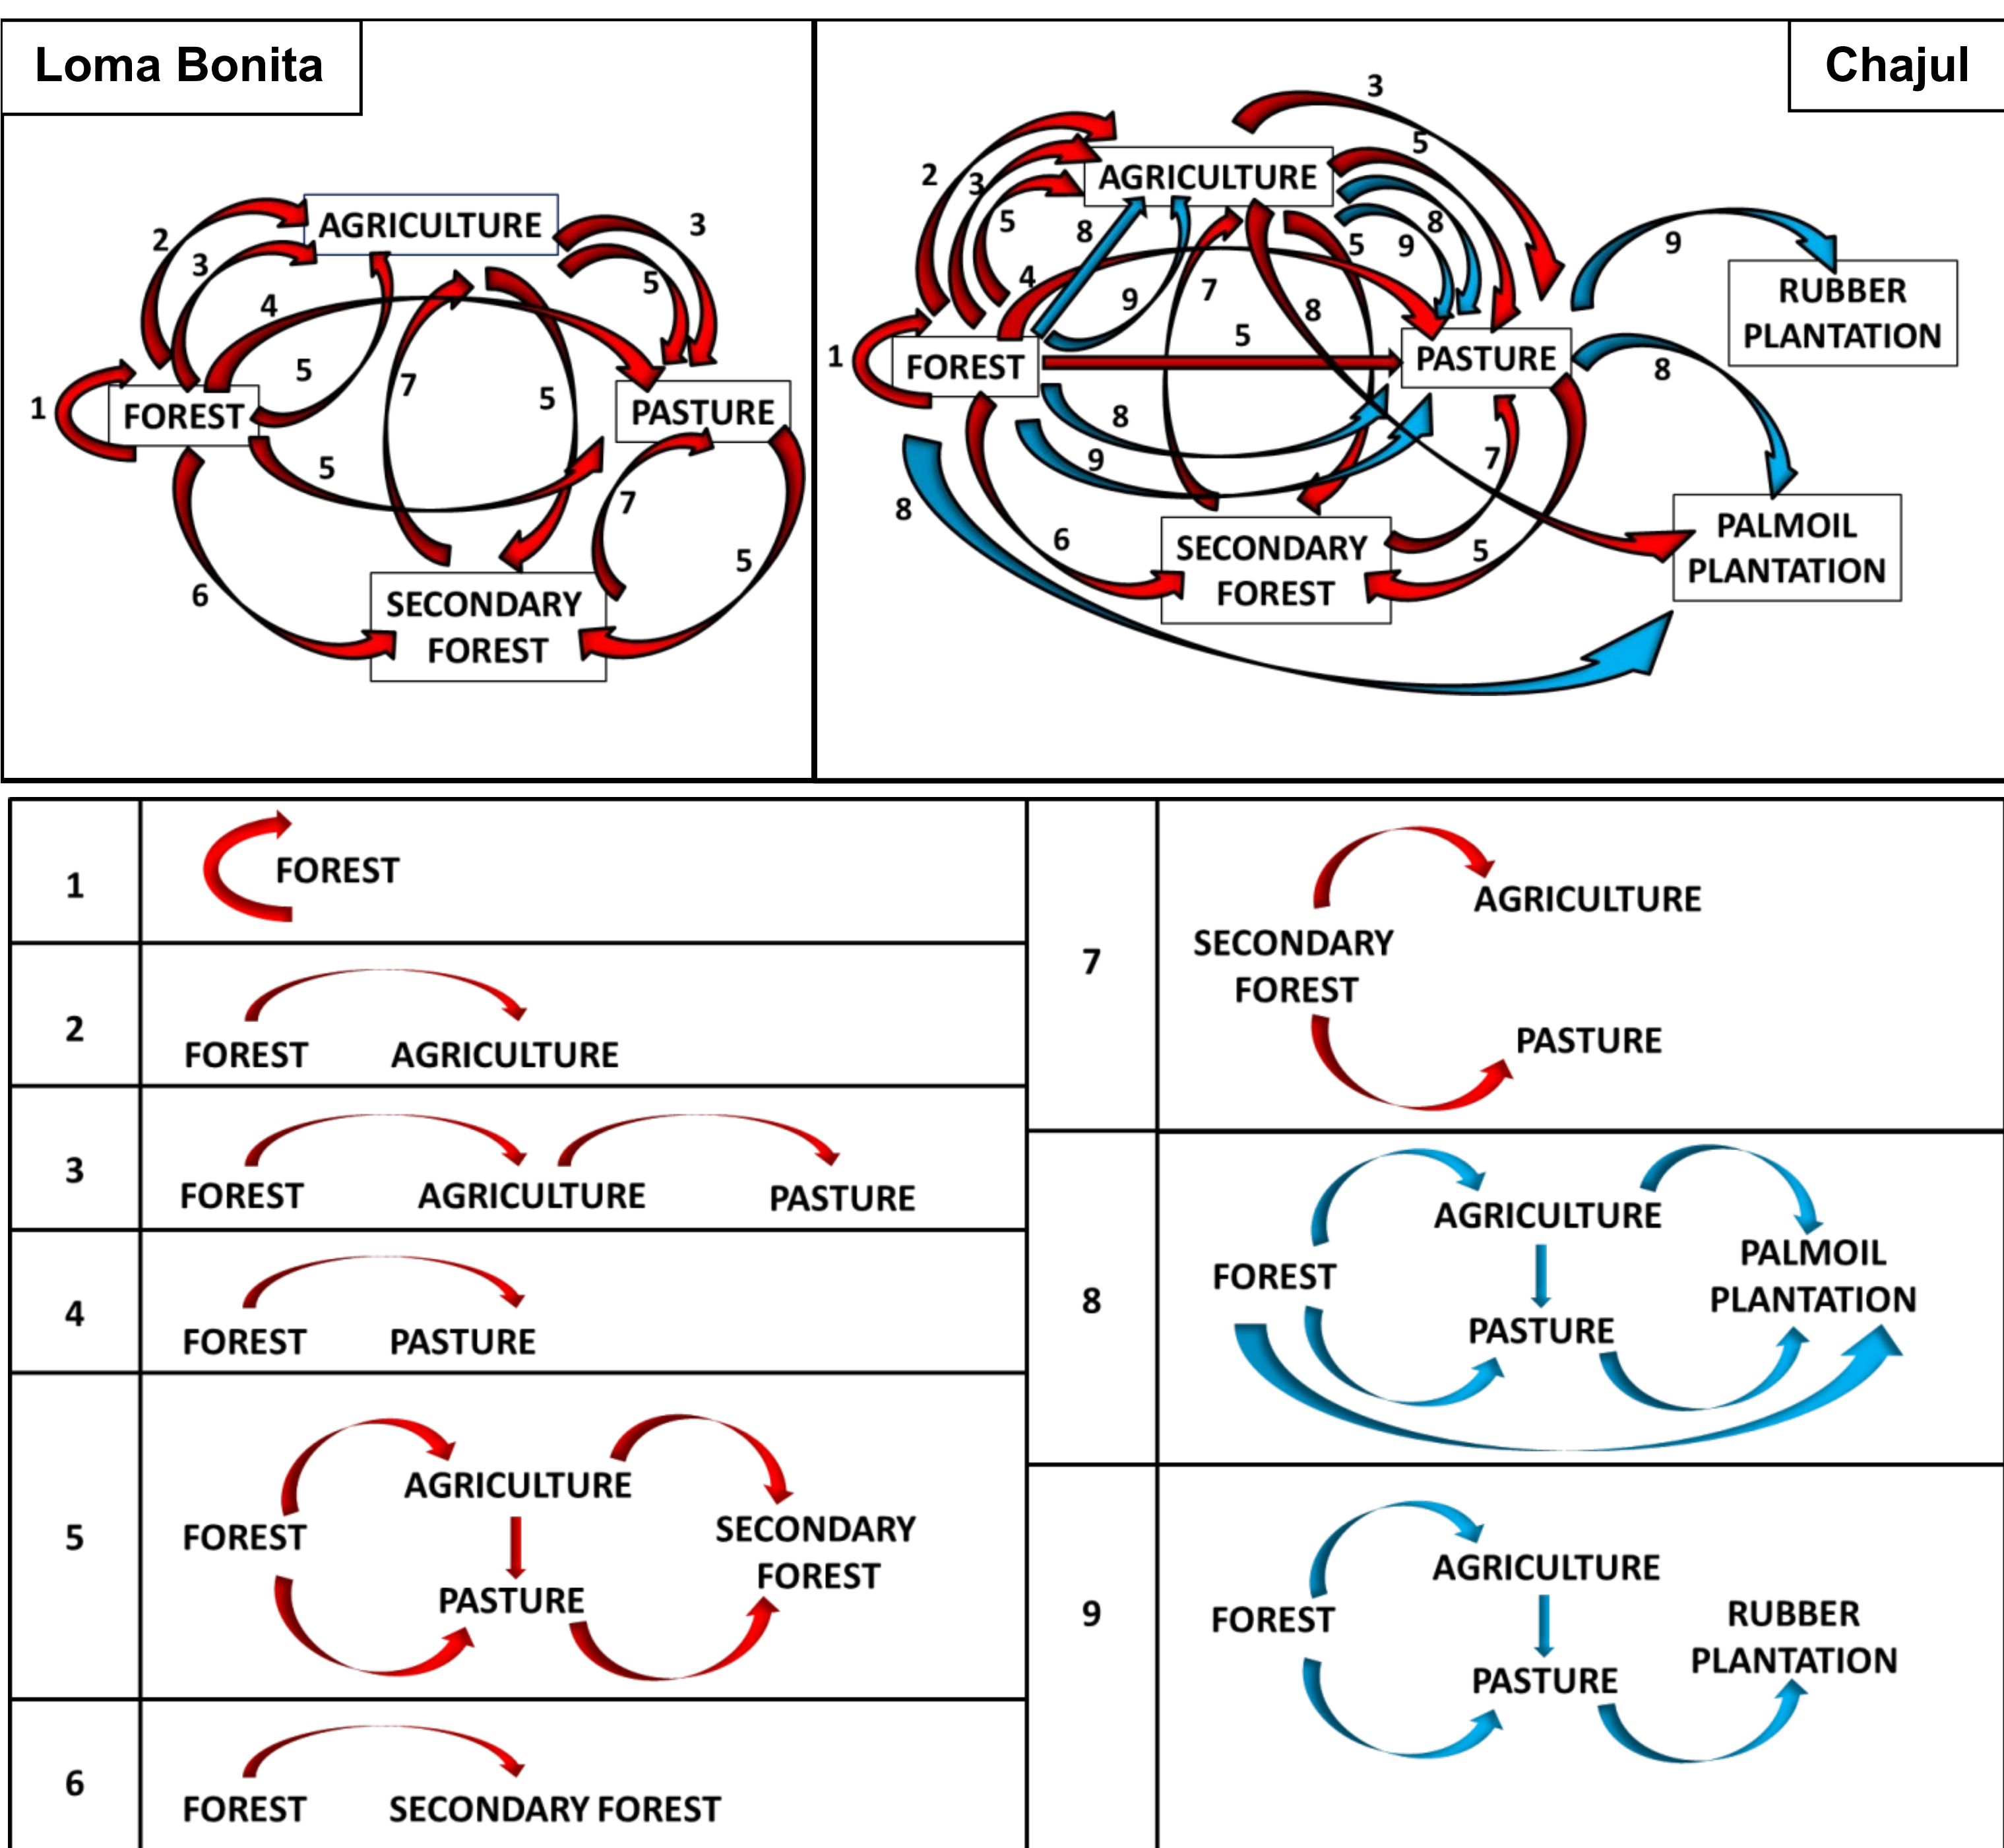 Loma Bonita
2
3
4
5
7
5
3
5
AGRICULTURE
1
FOREST
PASTURE
5
7
5
6
SECONDARY
FOREST
Chajul
3
5
2
3
5
8
4
9
7
8
5
9
8
AGRICULTURE
9
RUBBER
PLANTATION
1
FOREST
5
PASTURE
8
8
9
7
8
6
5
SECONDARY
FOREST
PALMOIL
PLANTATION
1
FOREST
2
FOREST
AGRICULTURE
3
FOREST
AGRICULTURE
PASTURE
4
FOREST
PASTURE
5
AGRICULTURE
FOREST
SECONDARY
FOREST
PASTURE
6
FOREST
SECONDARY FOREST
7
AGRICULTURE
SECONDARY
FOREST
PASTURE
8
AGRICULTURE
FOREST
PALMOIL
PLANTATION
PASTURE
9
AGRICULTURE
FOREST
RUBBER
PLANTATION
PASTURE